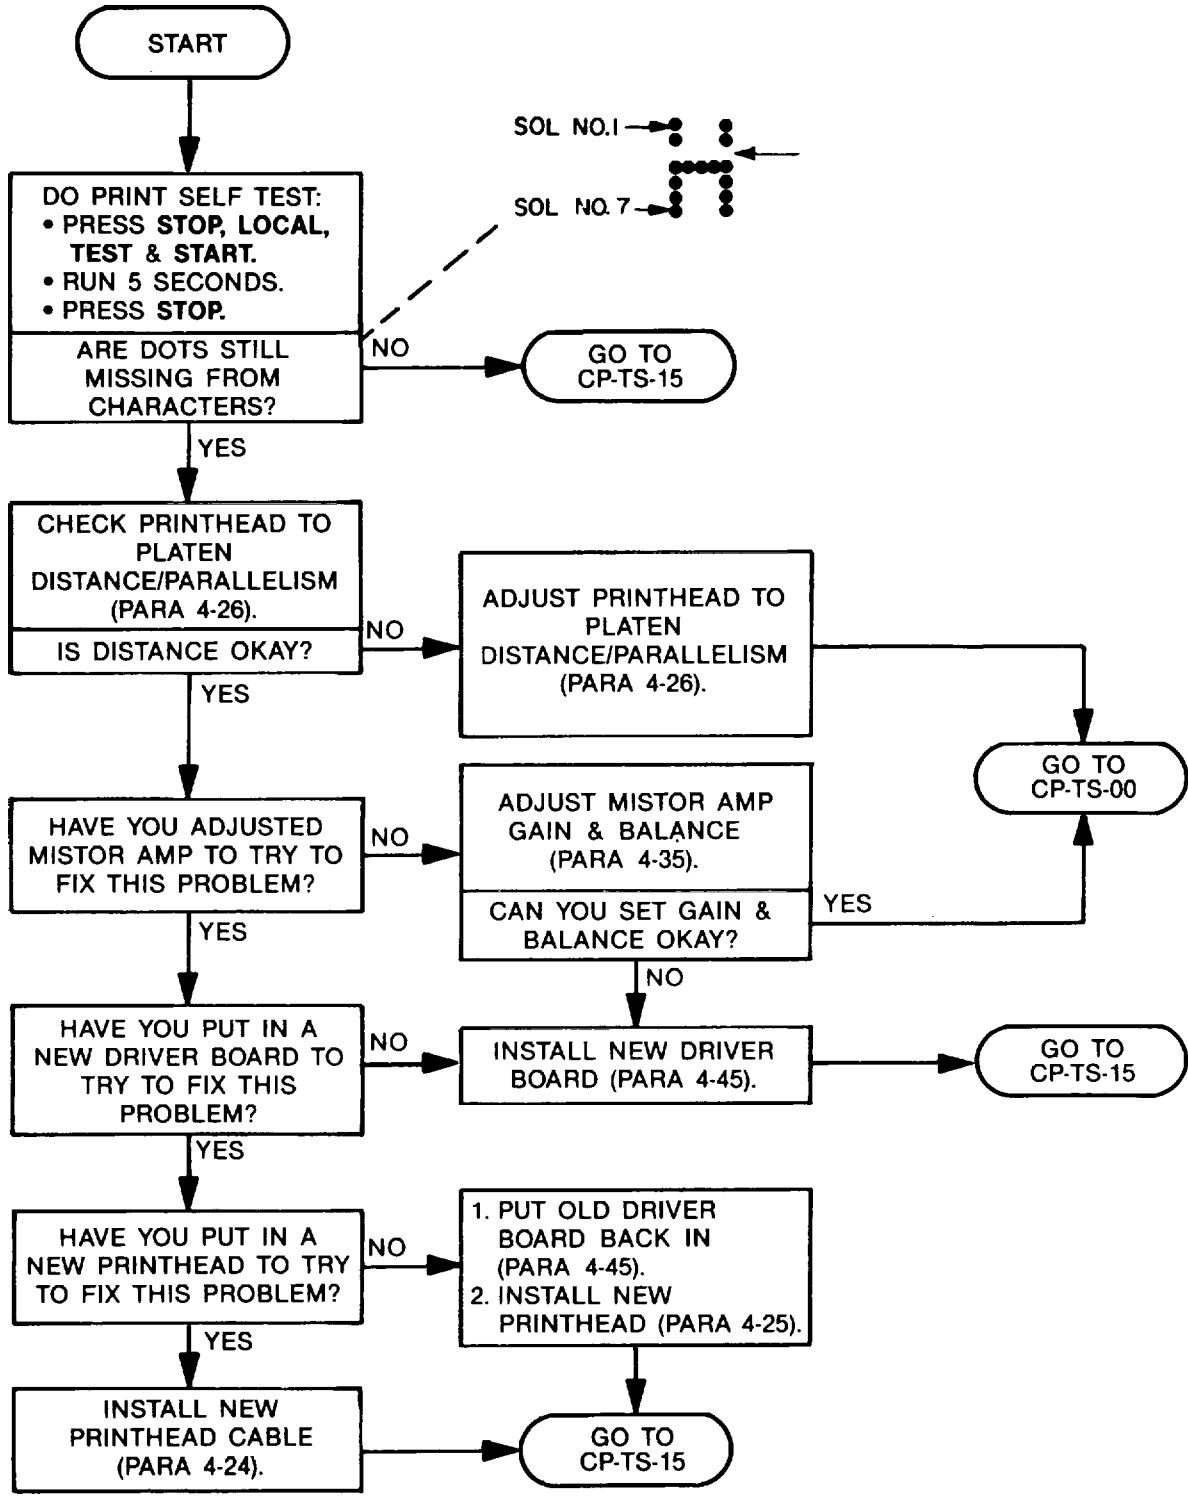 START
SOL NO.1
SOL NO. 7
DO PRINT SELF TEST:
• PRESS STOP, LOCAL,
TEST & START.
• RUN 5 SECONDS.
• PRESS STOP.
ARE DOTS STILL
MISSING FROM
CHARACTERS?
NO
GO TO
CP-TS-15
YES
CHECK PRINTHEAD TO
PLATEN
DISTANCE/PARALLELISM
(PARA 4-26).
IS DISTANCE OKAY?
NO
ADJUST PRINTHEAD TO
PLATEN
DISTANCE/PARALLELISM
(PARA 4-26).
YES
GO TO
CP-TS-00
HAVE YOU ADJUSTED
MISTOR AMP TO TRY TO
FIX THIS PROBLEM?
NO
ADJUST MISTOR AMP
GAIN & BALANCE
(PARA 4-35).
CAN YOU SET GAIN &
BALANCE OKAY?
YES
YES
NO
HAVE YOU PUT IN A
NEW DRIVER BOARD TO
TRY TO FIX THIS
PROBLEM?
NO
INSTALL NEW DRIVER
BOARD (PARA 4-45).
GO TO
CP-TS-15
YES
HAVE YOU PUT IN A
NEW PRINTHEAD TO TRY
TO FIX THIS PROBLEM?
NO
1. PUT OLD DRIVER
BOARD BACK IN
(PARA 4-45).
2. INSTALL NEW
PRINTHEAD (PARA 4-25).
YES
INSTALL NEW
PRINTHEAD CABLE
(PARA 4-24).
GO TO
CP-TS-15